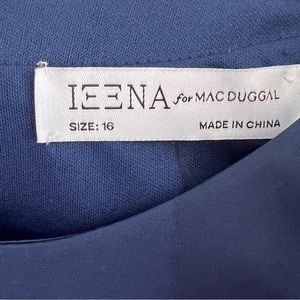 IEENA for MAC DUGGAL
SIZE: 16 MADE IN CHINA